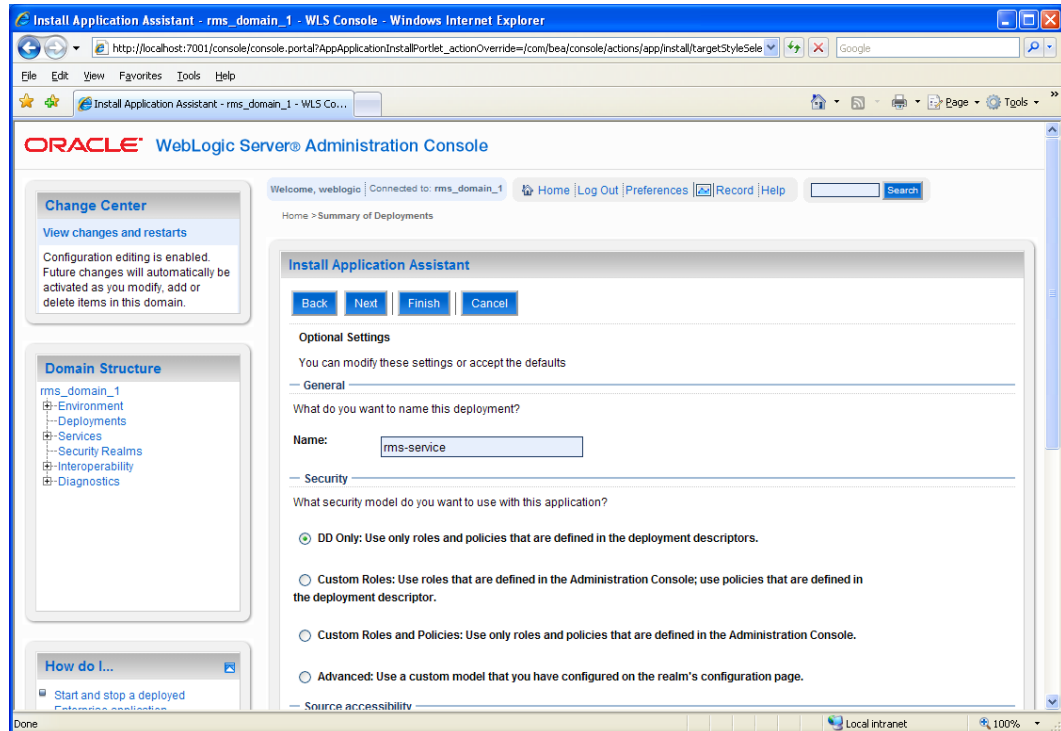 Install Application Assistant - rms_domain_1 - WLS Console - Windows Internet Explorer
http://localhost:7001/console/console.portal?AppApplicationInstallPortlet_actionOverride=/com/bea/console/actions/app/install/targetStyleSele
Google
File Edit View Favorites Tools Help
Install Application Assistant - rms_domain_1 - WLS Co...
Page Tools
ORACLE WebLogic Server® Administration Console
Change Center
View changes and restarts
Configuration editing is enabled.
Future changes will automatically be
activated as you modify, add or
delete items in this domain.
Domain Structure
rms_domain_1
Environment
Deployments
Services
Security Realms
Interoperability
Diagnostics
How do I...
Start and stop a deployed
Enterprise application
Welcome, weblogic Connected to: rms_domain_1 Home Log Out Preferences Record Help Search
Home > Summary of Deployments
Install Application Assistant
Back Next Finish Cancel
Optional Settings
You can modify these settings or accept the defaults
General
What do you want to name this deployment?
Name: rms-service
Security
What security model do you want to use with this application?
DD Only: Use only roles and policies that are defined in the deployment descriptors.
Custom Roles: Use roles that are defined in the Administration Console; use policies that are defined in
the deployment descriptor.
Custom Roles and Policies: Use only roles and policies that are defined in the Administration Console.
Advanced: Use a custom model that you have configured on the realm's configuration page.
Source accessibility
Done Local intranet 100%